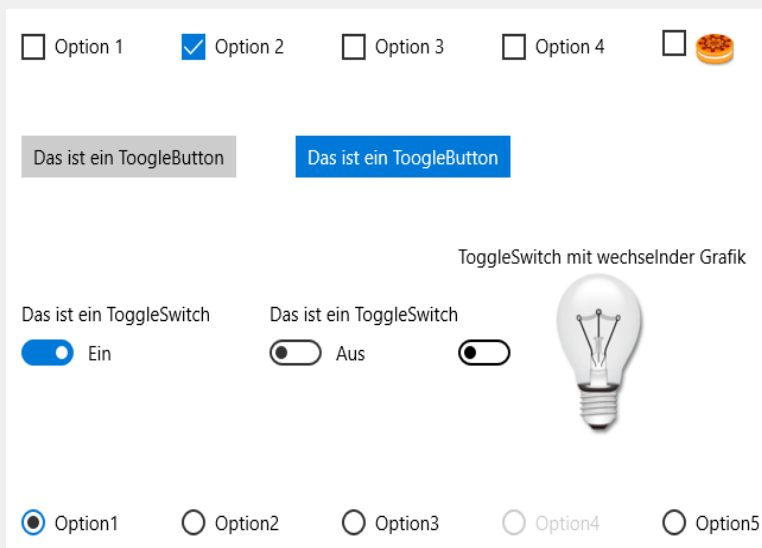 Option 1 Option 2 Option 3 Option 4
Das ist ein ToogleButton Das ist ein ToogleButton
ToggleSwitch mit wechselnder Grafik
Das ist ein ToggleSwitch Das ist ein ToggleSwitch
Ein Aus
Option1 Option2 Option3 Option4 Option5